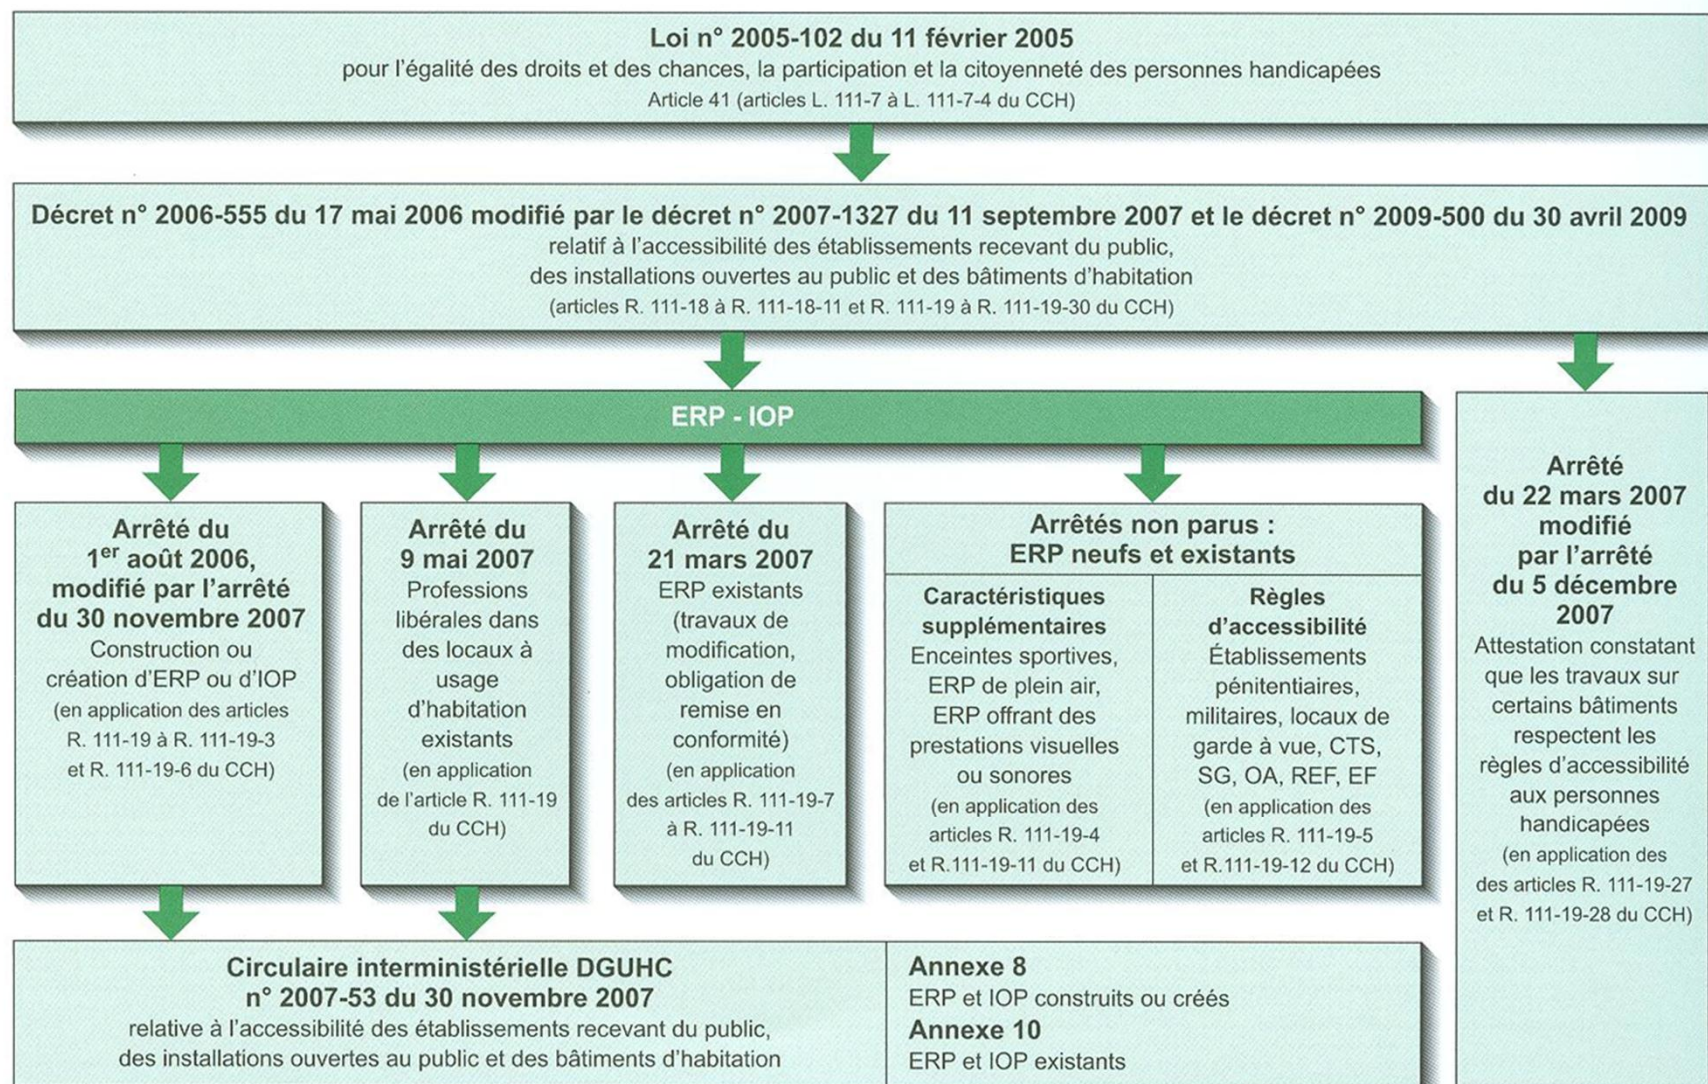 Loi n° 2005-102 du 11 février 2005
pour l'égalité des droits et des chances, la participation et la citoyenneté des personnes handicapées
Article 41 (articles L. 111-7 à L. 111-7-4 du CCH)
Décret n° 2006-555 du 17 mai 2006 modifié par le décret n° 2007-1327 du 11 septembre 2007 et le décret n° 2009-500 du 30 avril 2009
relatif à l'accessibilité des établissements recevant du public,
des installations ouvertes au public et des bâtiments d'habitation
(articles R. 111-18 à R. 111-18-11 et R. 111-19 à R. 111-19-30 du CCH)
ERP - IOP
Arrêté du
1er août 2006,
modifié par l'arrêté
du 30 novembre 2007
Construction ou
création d'ERP ou d'IOP
(en application des articles
R. 111-19 à R. 111-19-3
et R. 111-19-6 du CCH)
Arrêté du
9 mai 2007
Professions
libérales dans
des locaux à
usage
d'habitation
existants
(en application
de l'article R. 111-19
du CCH)
Arrêté du
21 mars 2007
ERP existants
(travaux de
modification,
obligation de
remise en
conformité)
(en application
des articles R. 111-19-7
à R. 111-19-11
du CCH)
Arrêtés non parus :
ERP neufs et existants
Caractéristiques
supplémentaires
Enceintes sportives,
ERP de plein air,
ERP offrant des
prestations visuelles
ou sonores
(en application des
articles R. 111-19-4
et R.111-19-11 du CCH)
Règles
d'accessibilité
Établissements
pénitentiaires,
militaires, locaux de
garde à vue, CTS,
SG, OA, REF, EF
(en application des
articles R. 111-19-5
et R.111-19-12 du CCH)
Arrêté
du 22 mars 2007
modifié
par l'arrêté
du 5 décembre
2007
Attestation constatant
que les travaux sur
certains bâtiments
respectent les
règles d'accessibilité
aux personnes
handicapées
(en application des
des articles R. 111-19-27
et R. 111-19-28 du CCH)
Circulaire interministérielle DGUHC
n° 2007-53 du 30 novembre 2007
relative à l'accessibilité des établissements recevant du public,
des installations ouvertes au public et des bâtiments d'habitation
Annexe 8
ERP et IOP construits ou créés
Annexe 10
ERP et IOP existants